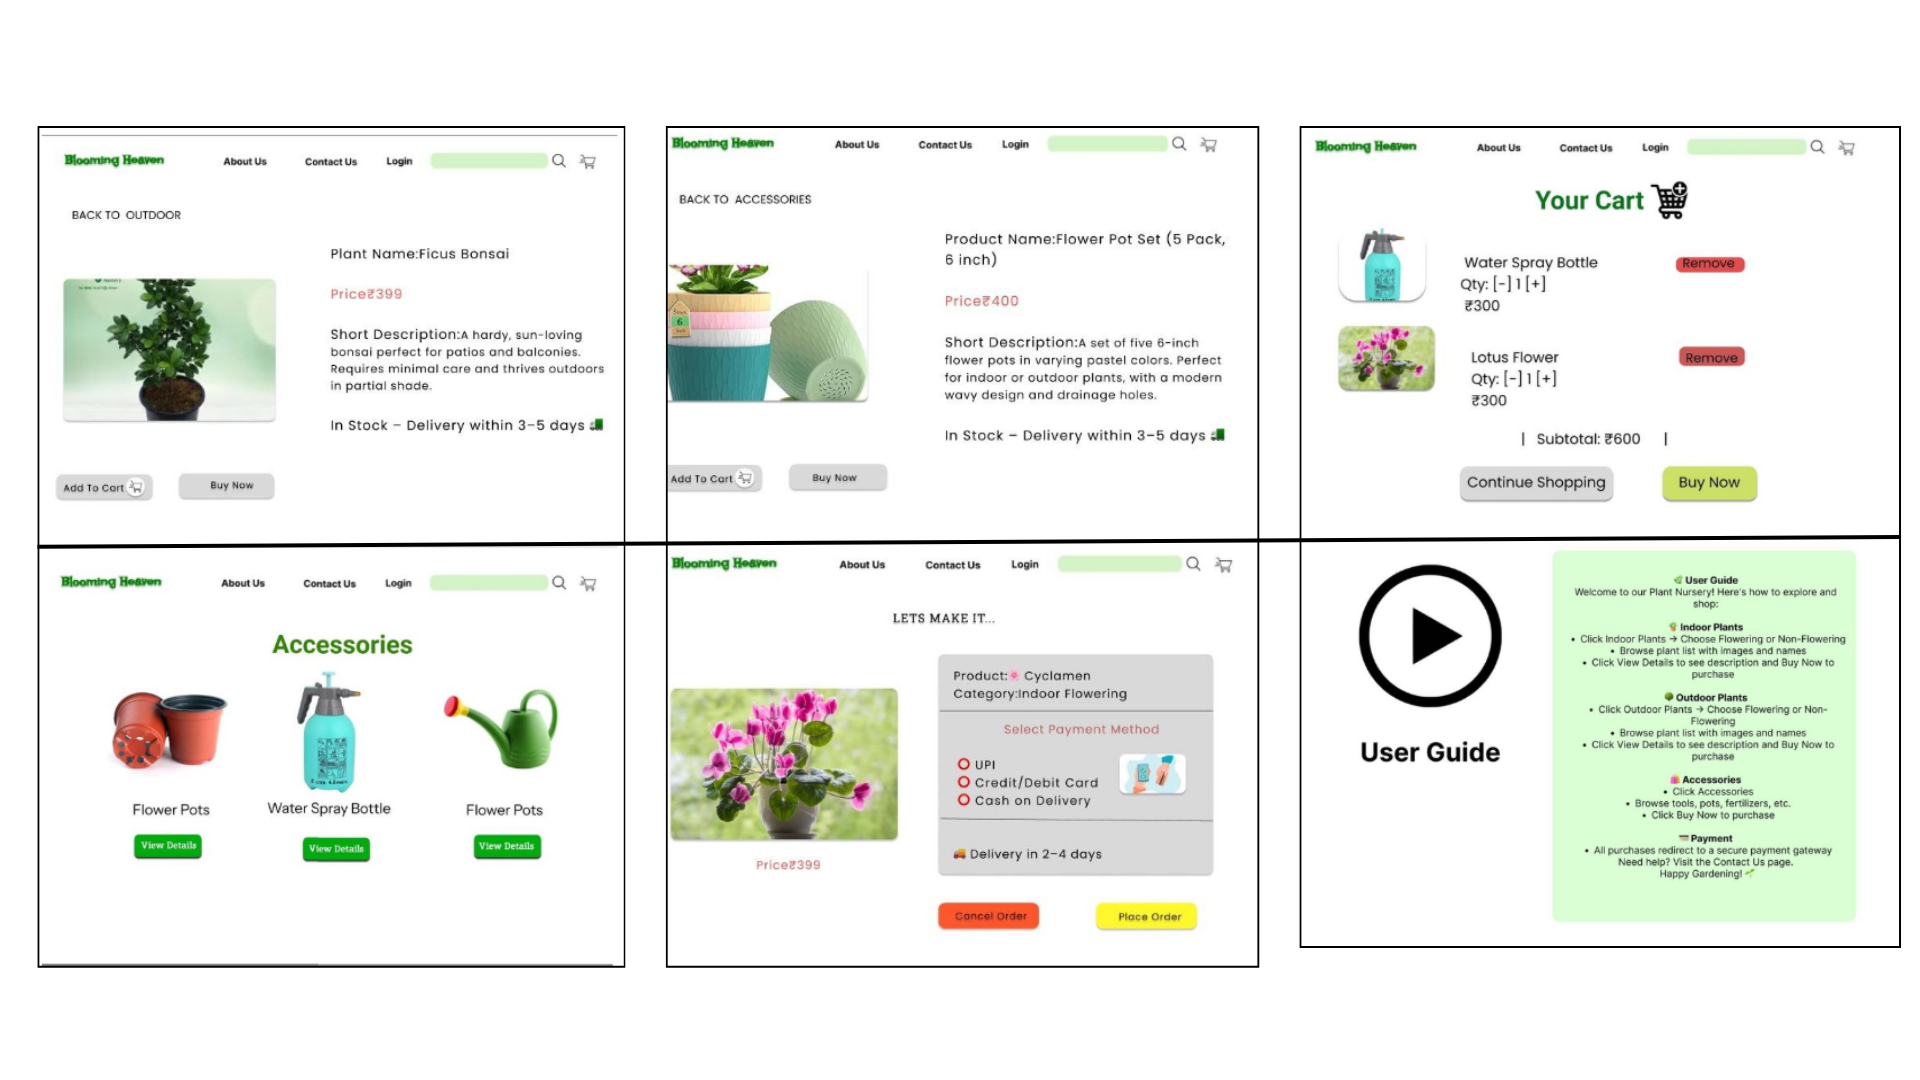 Blooming Heaven About Us Contact Us Login
BACK TO OUTDOOR
Plant Name:Ficus Bonsai
Price₹399
Short Description:A hardy, sun-loving
bonsai perfect for patios and balconies.
Requires minimal care and thrives outdoors
in partial shade.
In Stock – Delivery within 3–5 days
Add To Cart Buy Now
Blooming Heaven About Us Contact Us Login
BACK TO ACCESSORIES
Product Name:Flower Pot Set (5 Pack,
6 inch)
Price₹400
6
Short Description:A set of five 6-inch
flower pots in varying pastel colors. Perfect
for indoor or outdoor plants, with a modern
wavy design and drainage holes.
In Stock – Delivery within 3–5 days
Add To Cart Buy Now
Blooming Heaven About Us Contact Us Login
Your Cart
Water Spray Bottle Remove
Qty: [-] 1 [+]
₹300
Lotus Flower Remove
Qty: [-] 1 [+]
₹300
| Subtotal: ₹600 |
Continue Shopping Buy Now
Blooming Heaven About Us Contact Us Login
Accessories
Flower Pots Water Spray Bottle Flower Pots
View Details View Details View Details
Blooming Heaven About Us Contact Us Login
LETS MAKE IT...
Product:🌸 Cyclamen
Category:Indoor Flowering
Select Payment Method
UPI
Credit/Debit Card
Cash on Delivery
🚚 Delivery in 2–4 days
Price₹399
Cancel Order Place Order
User Guide
🌿 User Guide
Welcome to our Plant Nursery! Here's how to explore and
shop:
🪴 Indoor Plants
• Click Indoor Plants → Choose Flowering or Non-Flowering
• Browse plant list with images and names
• Click View Details to see description and Buy Now to
purchase
🌳 Outdoor Plants
• Click Outdoor Plants → Choose Flowering or Non-
Flowering
• Browse plant list with images and names
• Click View Details to see description and Buy Now to
purchase
🛍️ Accessories
• Click Accessories
• Browse tools, pots, fertilizers, etc.
• Click Buy Now to purchase
💳 Payment
• All purchases redirect to a secure payment gateway
Need help? Visit the Contact Us page.
Happy Gardening! 🌱